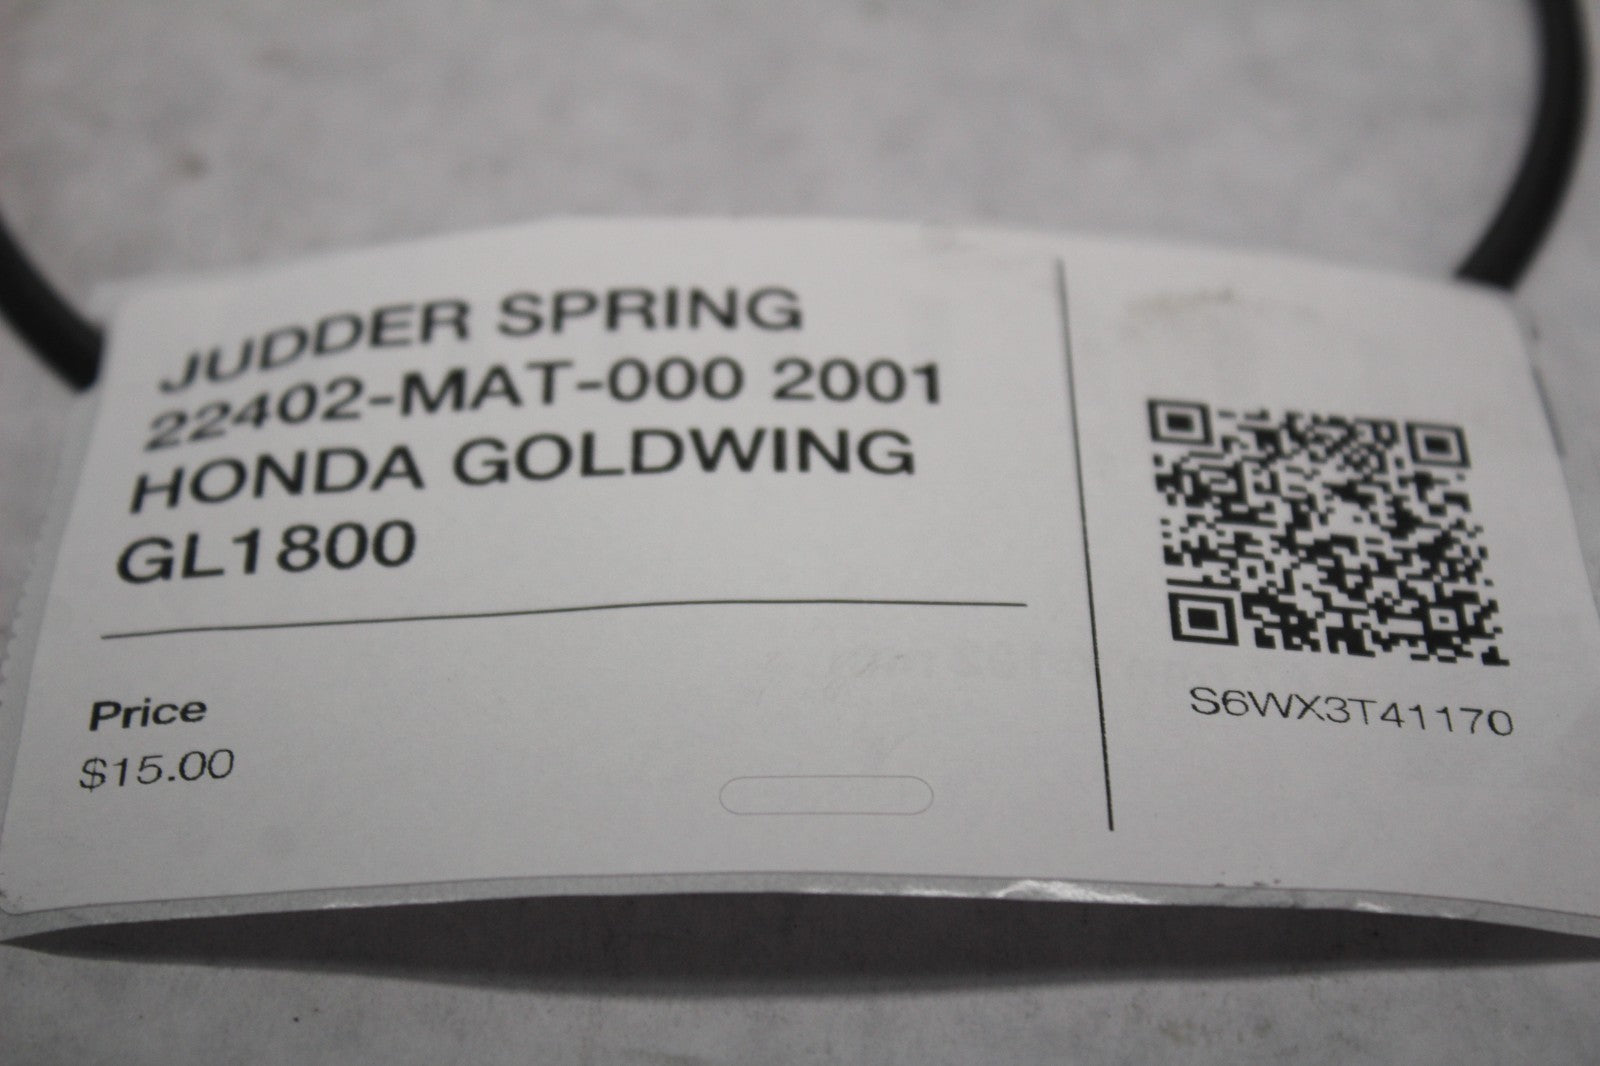 JUDDER SPRING
22402-MAT-000 2001
HONDA GOLDWING
GL1800
Price
$15.00
S6WX3T41170